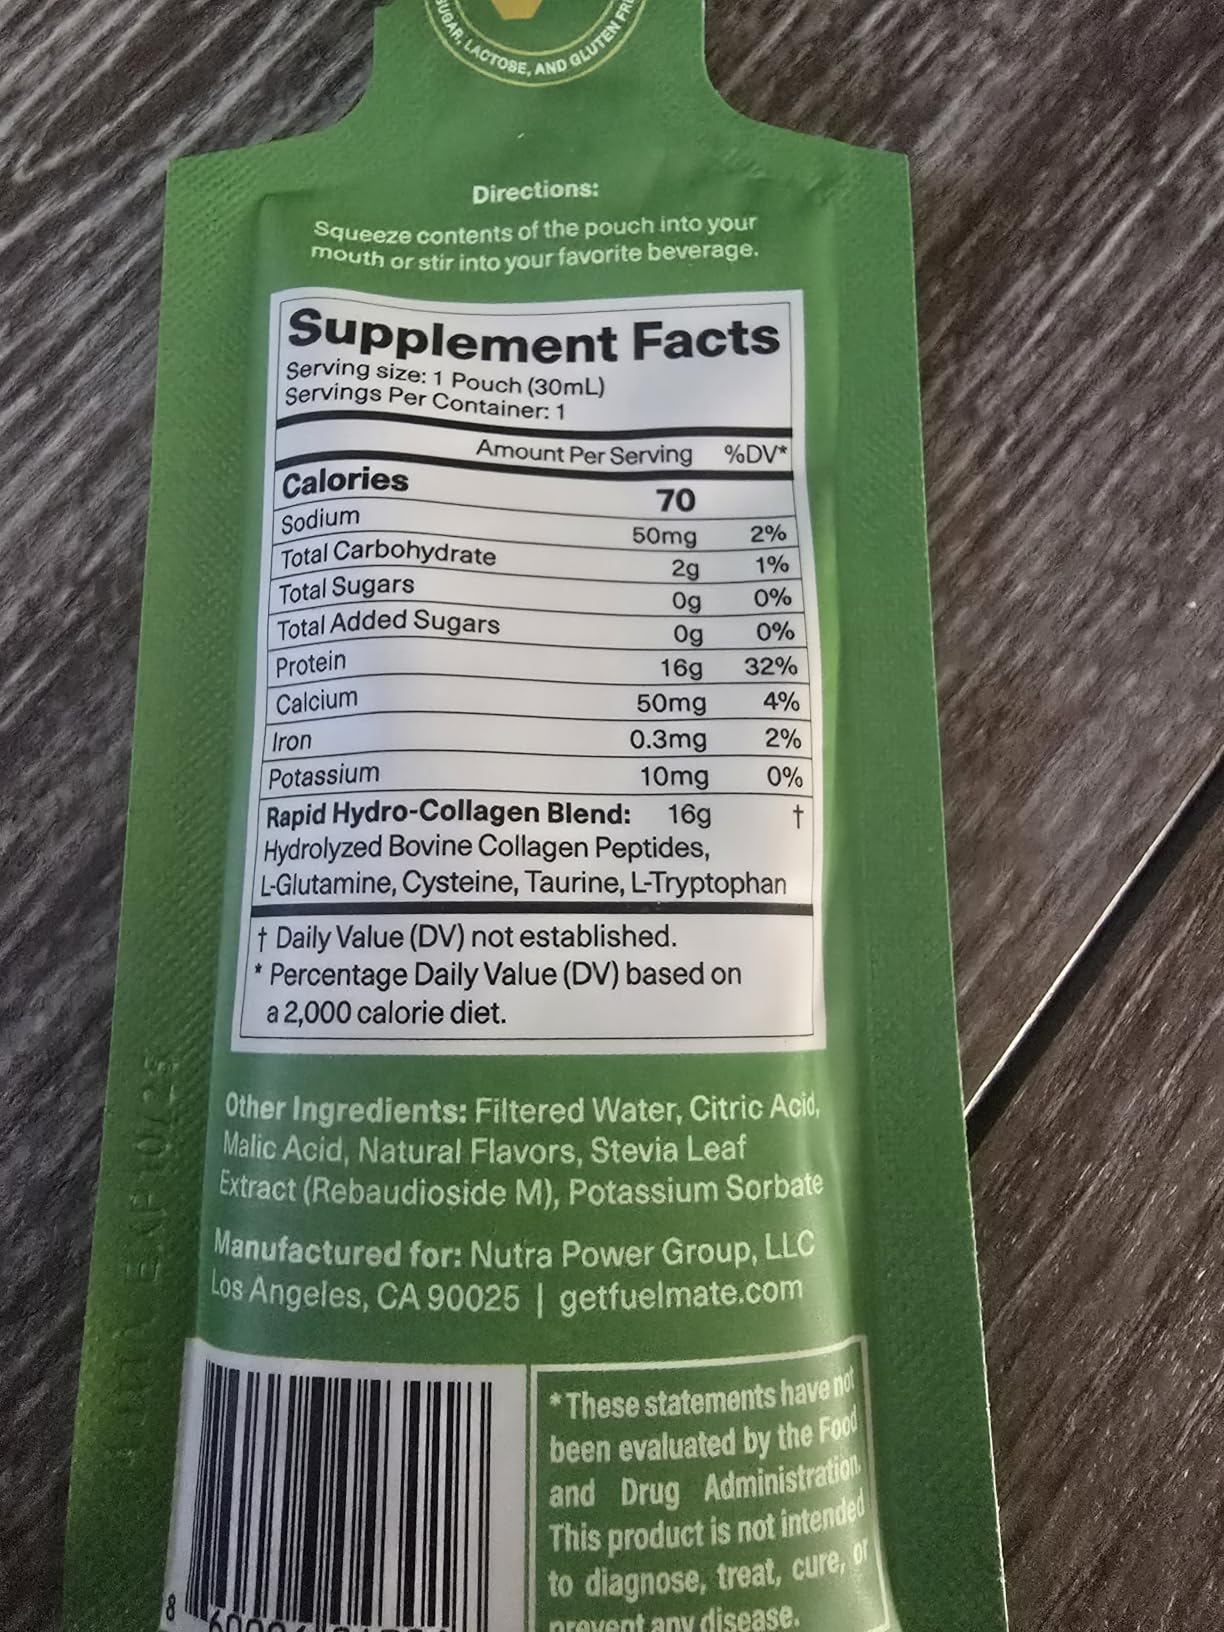 SUGAR, LACTOSE, AND GLUTEN
Directions:
Squeeze contents of the pouch into your
mouth or stir into your favorite beverage.
Supplement Facts
Serving size: 1 Pouch (30mL)
Servings Per Container: 1
Amount Per Serving %DV*
Calories 70
Sodium 50mg 2%
Total Carbohydrate 2g 1%
Total Sugars 0g 0%
Total Added Sugars 0g 0%
Protein 16g 32%
Calcium 50mg 4%
Iron 0.3mg 2%
Potassium 10mg 0%
Rapid Hydro-Collagen Blend: 16g †
Hydrolyzed Bovine Collagen Peptides,
L-Glutamine, Cysteine, Taurine, L-Tryptophan
† Daily Value (DV) not established.
* Percentage Daily Value (DV) based on
a 2,000 calorie diet.
Other Ingredients: Filtered Water, Citric Acid,
Malic Acid, Natural Flavors, Stevia Leaf
Extract (Rebaudioside M), Potassium Sorbate
Manufactured for: Nutra Power Group, LLC
Los Angeles, CA 90025 | getfuelmate.com
EXP 10/25
8
*These statements have not
been evaluated by the Food
and Drug Administration.
This product is not intended
to diagnose, treat, cure, or
prevent any disease.